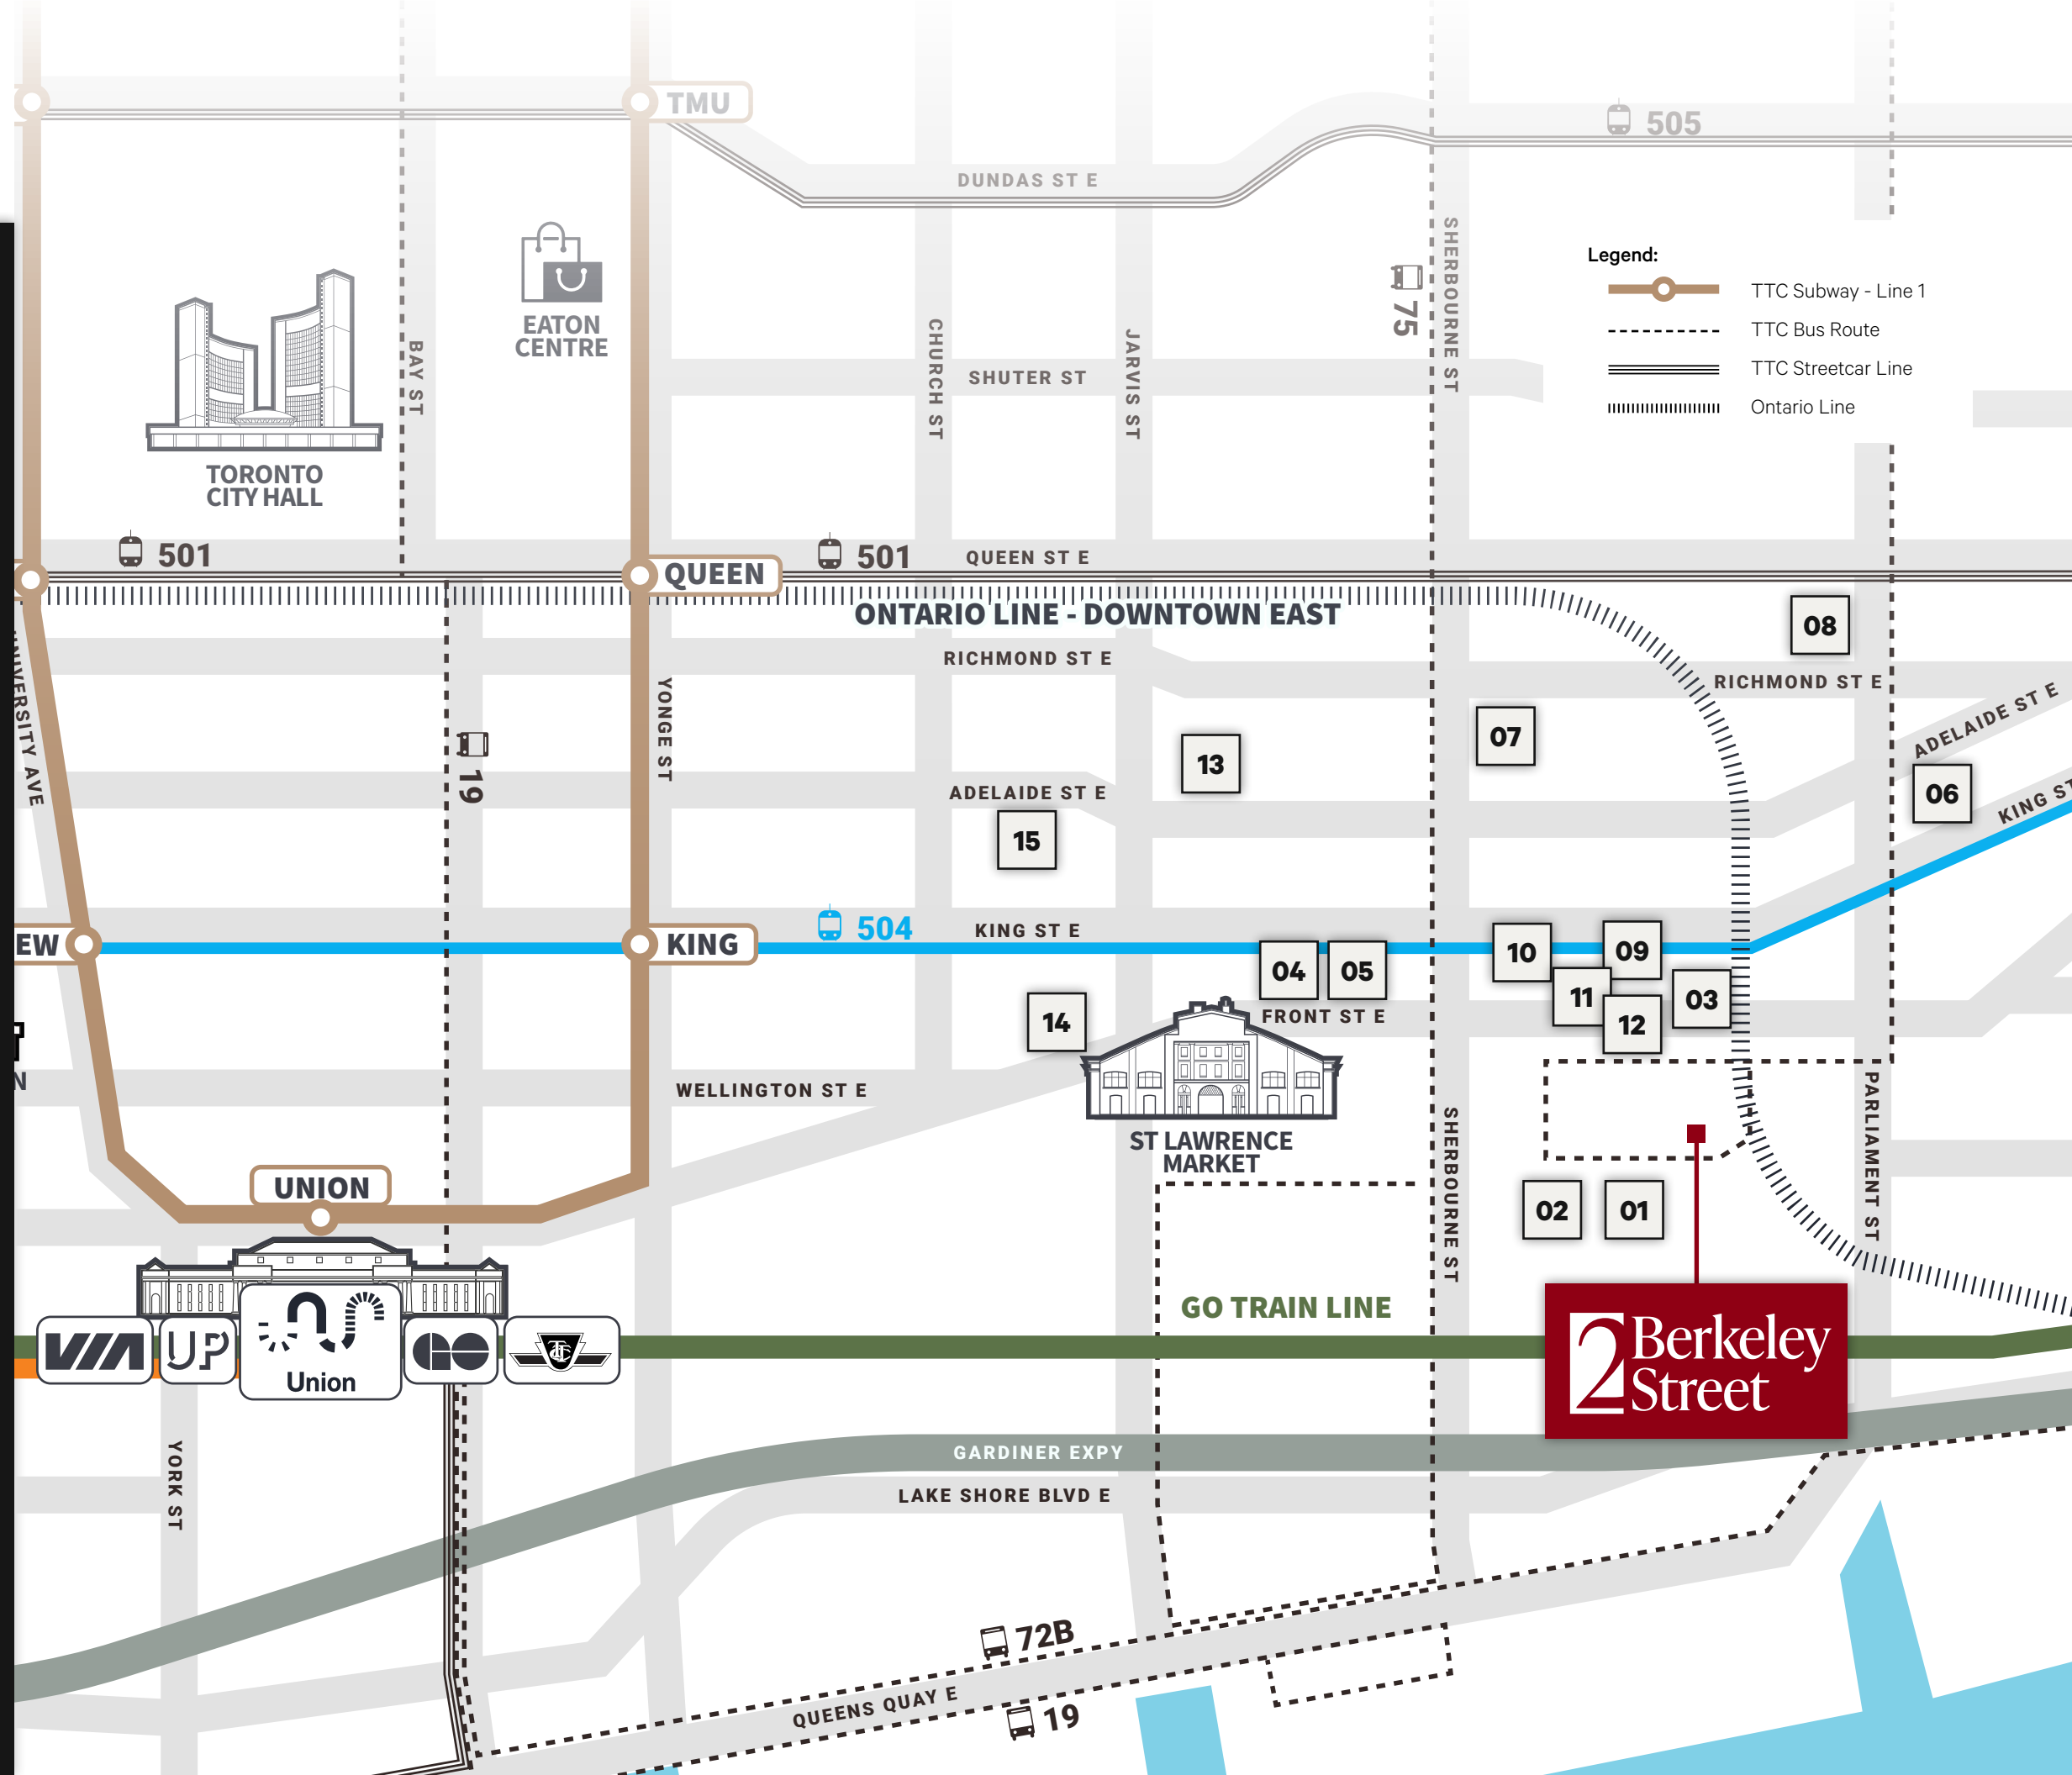 TMU
505
DUNDAS ST E
SHERBOURNE ST
Legend:
TTC Subway - Line 1
TTC Bus Route
TTC Streetcar Line
Ontario Line
75
EATON
CENTRE
BAY ST
CHURCH ST
JARVIS ST
SHUTER ST
TORONTO
CITY HALL
501
QUEEN
501
QUEEN ST E
ONTARIO LINE - DOWNTOWN EAST
08
RICHMOND ST E
RICHMOND ST E
UNIVERSITY AVE
YONGE ST
19
13
07
ADELAIDE ST E
06
ADELAIDE ST E
KING ST
15
EW
KING
504
KING ST E
04
05
10
09
11
03
12
14
FRONT ST E
N
WELLINGTON ST E
ST LAWRENCE
MARKET
SHERBOURNE ST
PARLIAMENT ST
UNION
02
01
GO TRAIN LINE
VIA
UP
Union
GO
TTC
2 Berkeley
Street
YORK ST
GARDINER EXPY
LAKE SHORE BLVD E
72B
QUEENS QUAY E
19